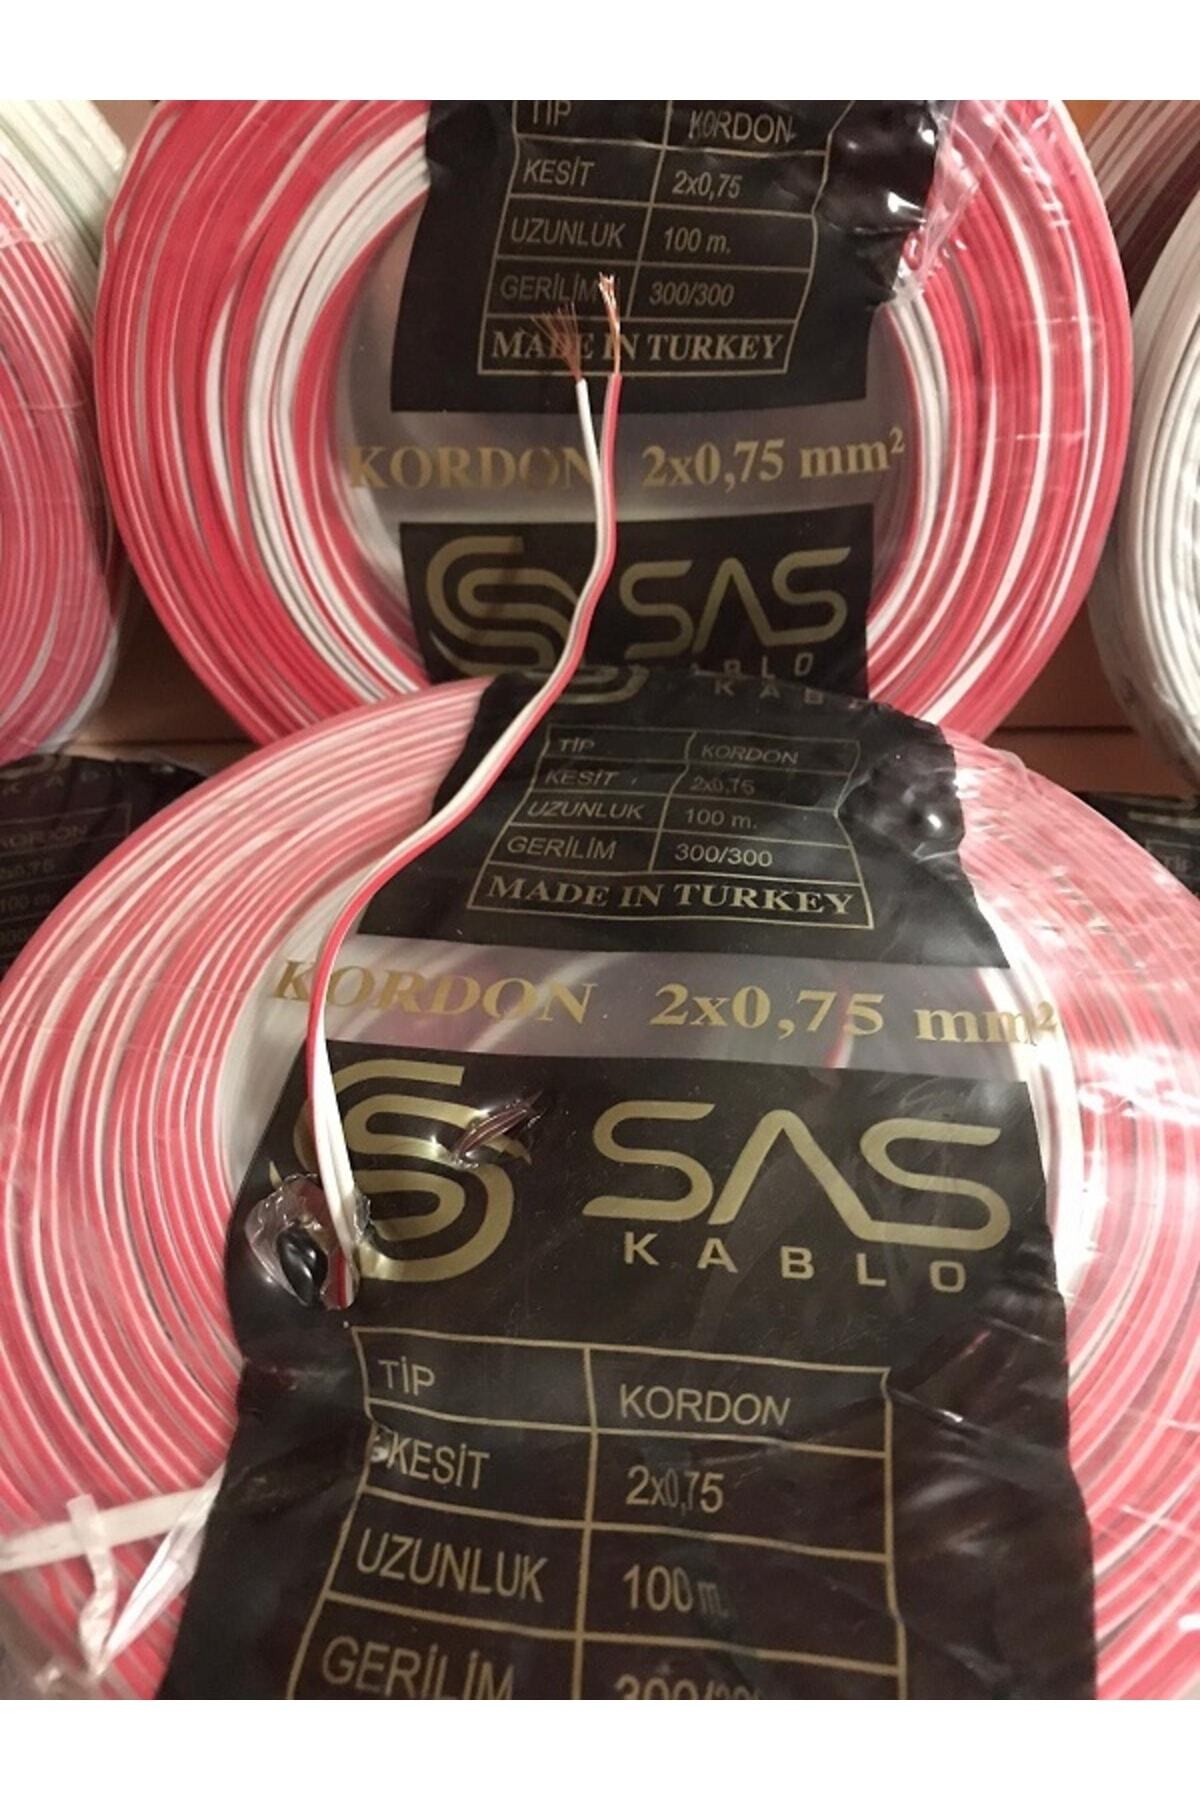 TİP KORDON
KESİT 2x0,75
UZUNLUK 100 m.
GERİLİM 300/300
MADE IN TURKEY
KORDON 2x0,75 mm²
SAS
KABLO
TİP KORDON
KESİT 2x0,75
UZUNLUK 100 m.
GERİLİM 300/300
MADE IN TURKEY
KORDON 2x0,75 mm²
SAS
KABLO
TİP KORDON
KESİT 2x0,75
UZUNLUK 100 m.
GERİLİM